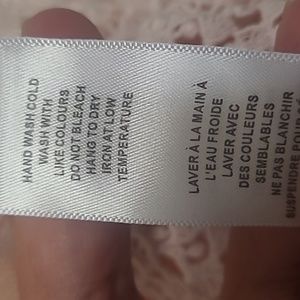 HAND WASH COLD
WASH WITH
LIKE COLOURS
DO NOT BLEACH
HANG TO DRY
IRON AT LOW
TEMPERATURE
LAVER À LA MAIN À
L'EAU FROIDE
LAVER AVEC
DES COULEURS
SEMBLABLES
NE PAS BLANCHIR
SUSPENDRE POUR